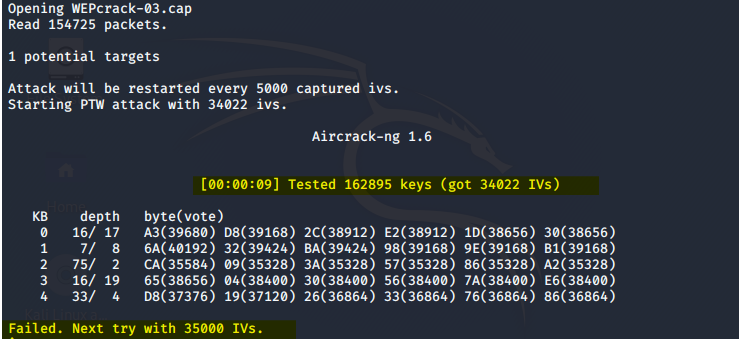 Opening WEPcrack-03.cap
Read 154725 packets.
1 potential targets
Attack will be restarted every 5000 captured ivs.
Starting PTW attack with 34022 ivs.
Aircrack-ng 1.6
[00:00:09] Tested 162895 keys (got 34022 IVs)
KB depth byte(vote)
0 16/ 17 A3(39680) D8(39168) 2C(38912) E2(38912) 1D(38656) 30(38656)
1 7/ 8 6A(40192) 32(39424) BA(39424) 98(39168) 9E(39168) B1(39168)
2 75/ 2 CA(35584) 09(35328) 3A(35328) 57(35328) 86(35328) A2(35328)
3 16/ 19 65(38656) 04(38400) 30(38400) 56(38400) 7A(38400) E6(38400)
4 33/ 4 D8(37376) 19(37120) 26(36864) 33(36864) 76(36864) 86(36864)
Failed. Next try with 35000 IVs.
Home